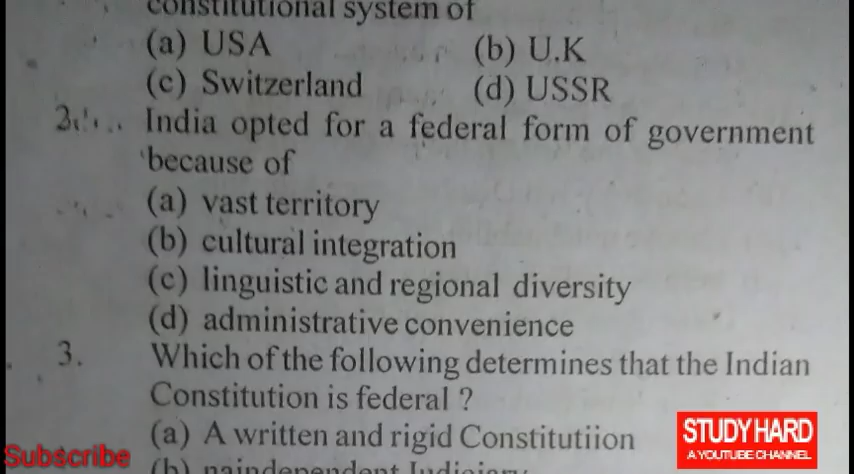 constitutional system of
(a) USA (b) U.K
(c) Switzerland (d) USSR
2. India opted for a federal form of government
because of
(a) vast territory
(b) cultural integration
(c) linguistic and regional diversity
(d) administrative convenience
3. Which of the following determines that the Indian
Constitution is federal ?
(a) A written and rigid Constitutiion
STUDY HARD
A YOUTUBE CHANNEL
Subscribe